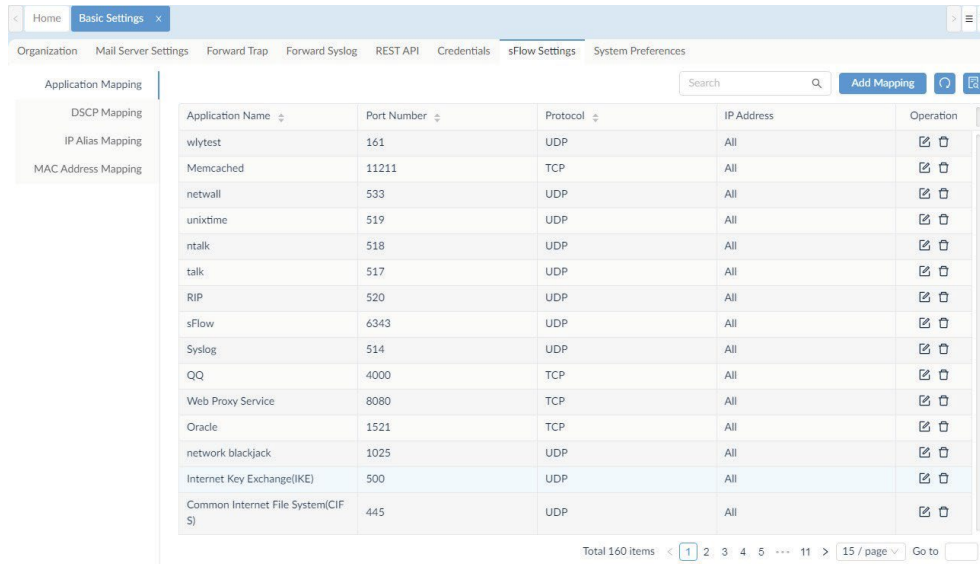 Home Basic Settings x
Organization Mail Server Settings Forward Trap Forward Syslog REST API Credentials sFlow Settings System Preferences
Application Mapping
DSCP Mapping
IP Alias Mapping
MAC Address Mapping
Search Add Mapping
Application Name Port Number Protocol IP Address Operation
wlytest 161 UDP All
Memcached 11211 TCP All
netwall 533 UDP All
unixtime 519 UDP All
ntalk 518 UDP All
talk 517 UDP All
RIP 520 UDP All
sFlow 6343 UDP All
Syslog 514 UDP All
QQ 4000 TCP All
Web Proxy Service 8080 TCP All
Oracle 1521 TCP All
network blackjack 1025 UDP All
Internet Key Exchange(IKE) 500 UDP All
Common Internet File System(CIF
S) 445 UDP All
Total 160 items < 1 2 3 4 5 ··· 11 > 15 / page Go to